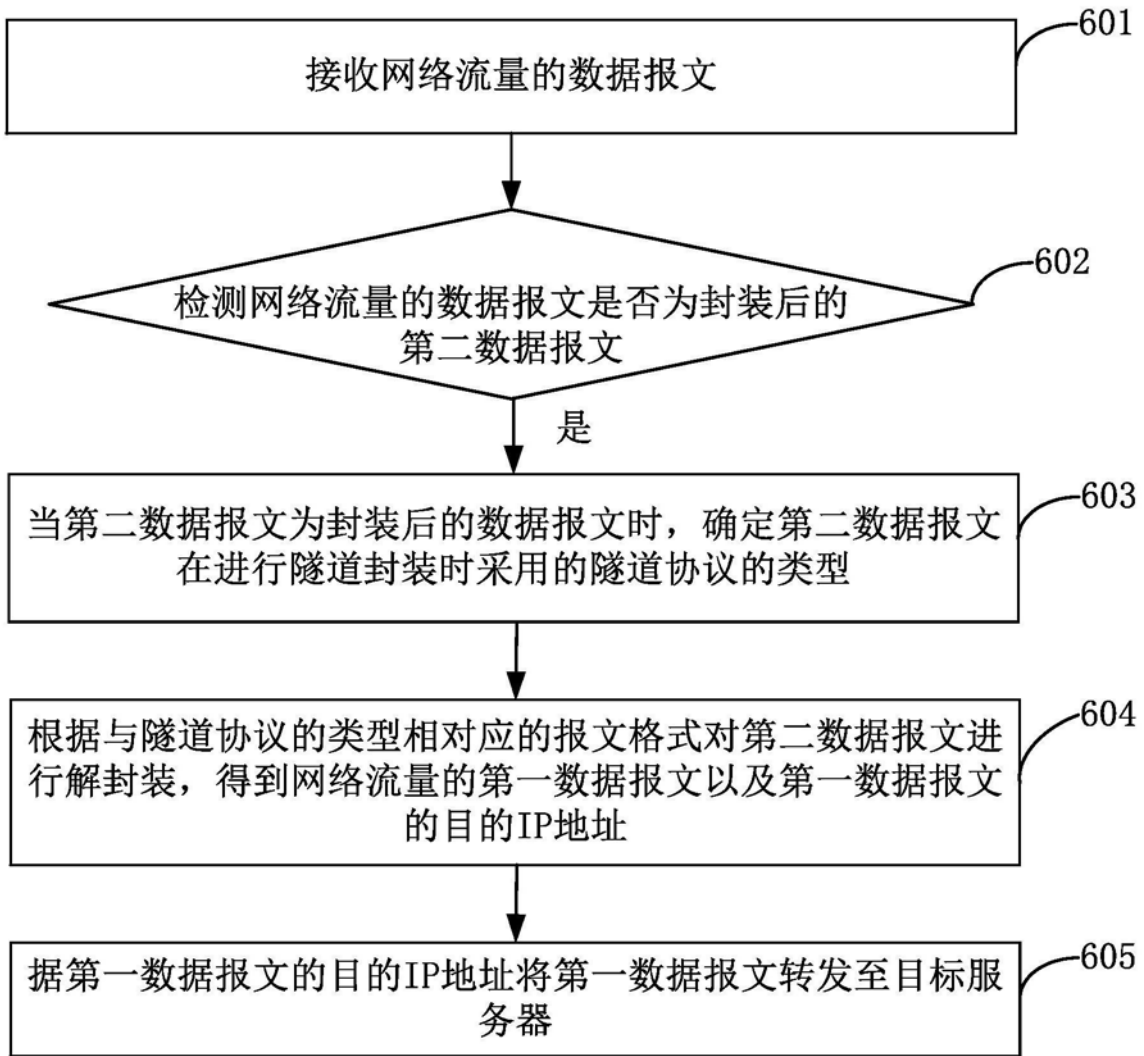 601
接收网络流量的数据报文
602
检测网络流量的数据报文是否为封装后的
第二数据报文
是
603
当第二数据报文为封装后的数据报文时，确定第二数据报文
在进行隧道封装时采用的隧道协议的类型
604
根据与隧道协议的类型相对应的报文格式对第二数据报文进
行解封装，得到网络流量的第一数据报文以及第一数据报文
的目的IP地址
605
据第一数据报文的目的IP地址将第一数据报文转发至目标服
务器